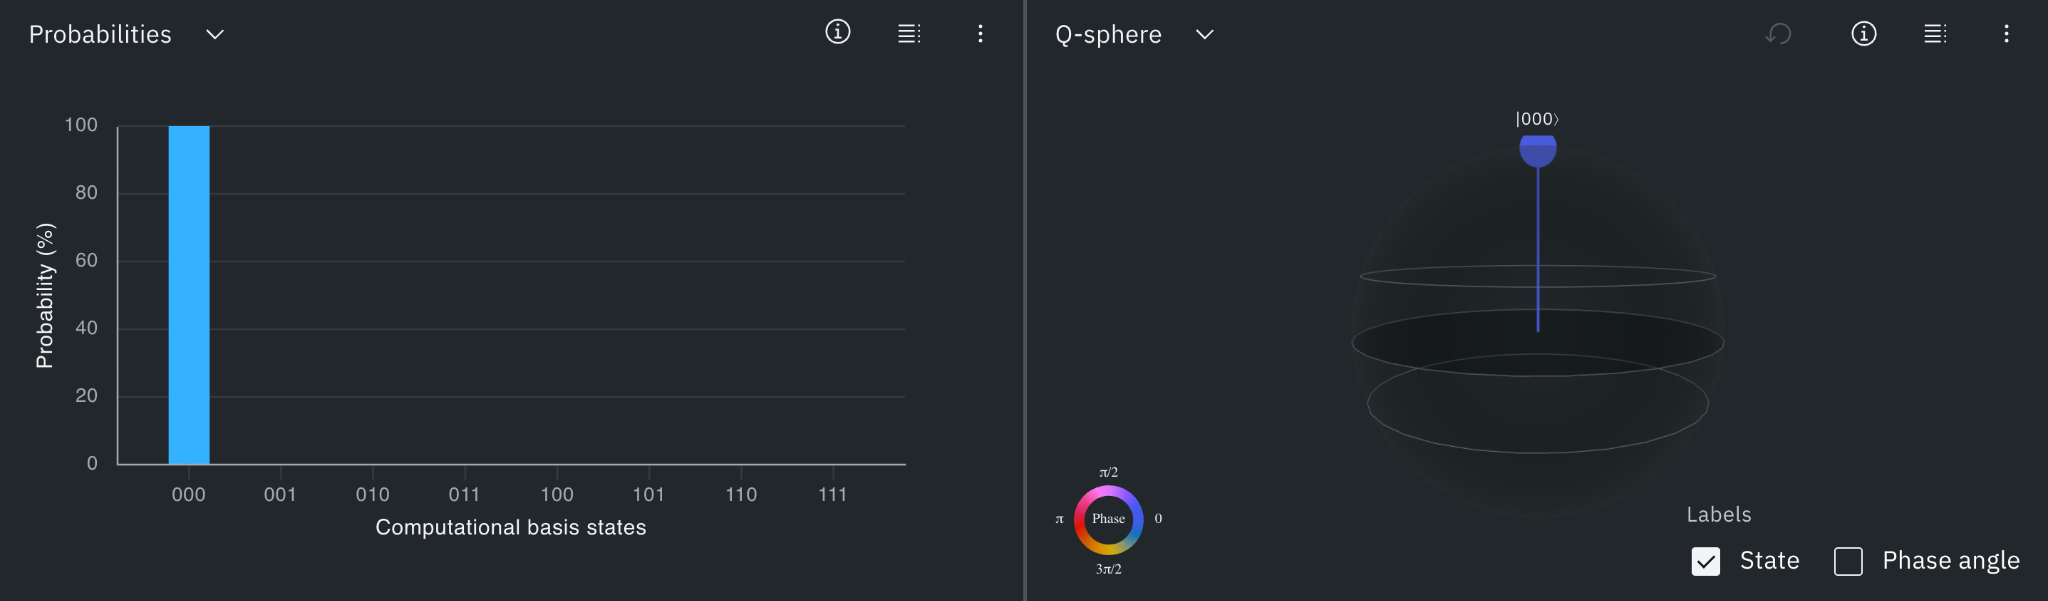 Probabilities
100
80
60
40
20
0
Probability (%)
000 001 010 011 100 101 110 111
Computational basis states
Q-sphere
|000⟩
π/2
π Phase 0
3π/2
Labels
State Phase angle